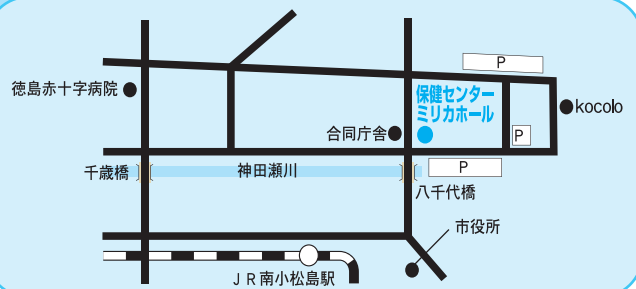 P
徳島赤十字病院
保健センター
ミリカホール
kocolo
合同庁舎
P
千歳橋
神田瀬川
P
八千代橋
市役所
JR南小松島駅